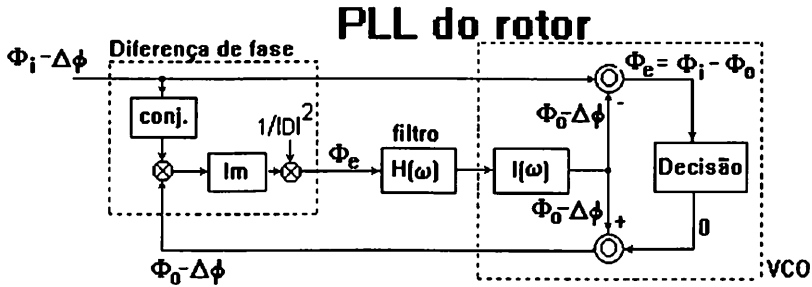 PLL do rotor
Diferença de fase
Φi-Δϕ
Φe = Φi - Φo
conj.
1/|D|²
Φo-Δϕ
-
filtro
Im
Φe
H(ω)
I(ω)
Decisão
Φo-Δϕ
+
0
Φo-Δϕ
VCO